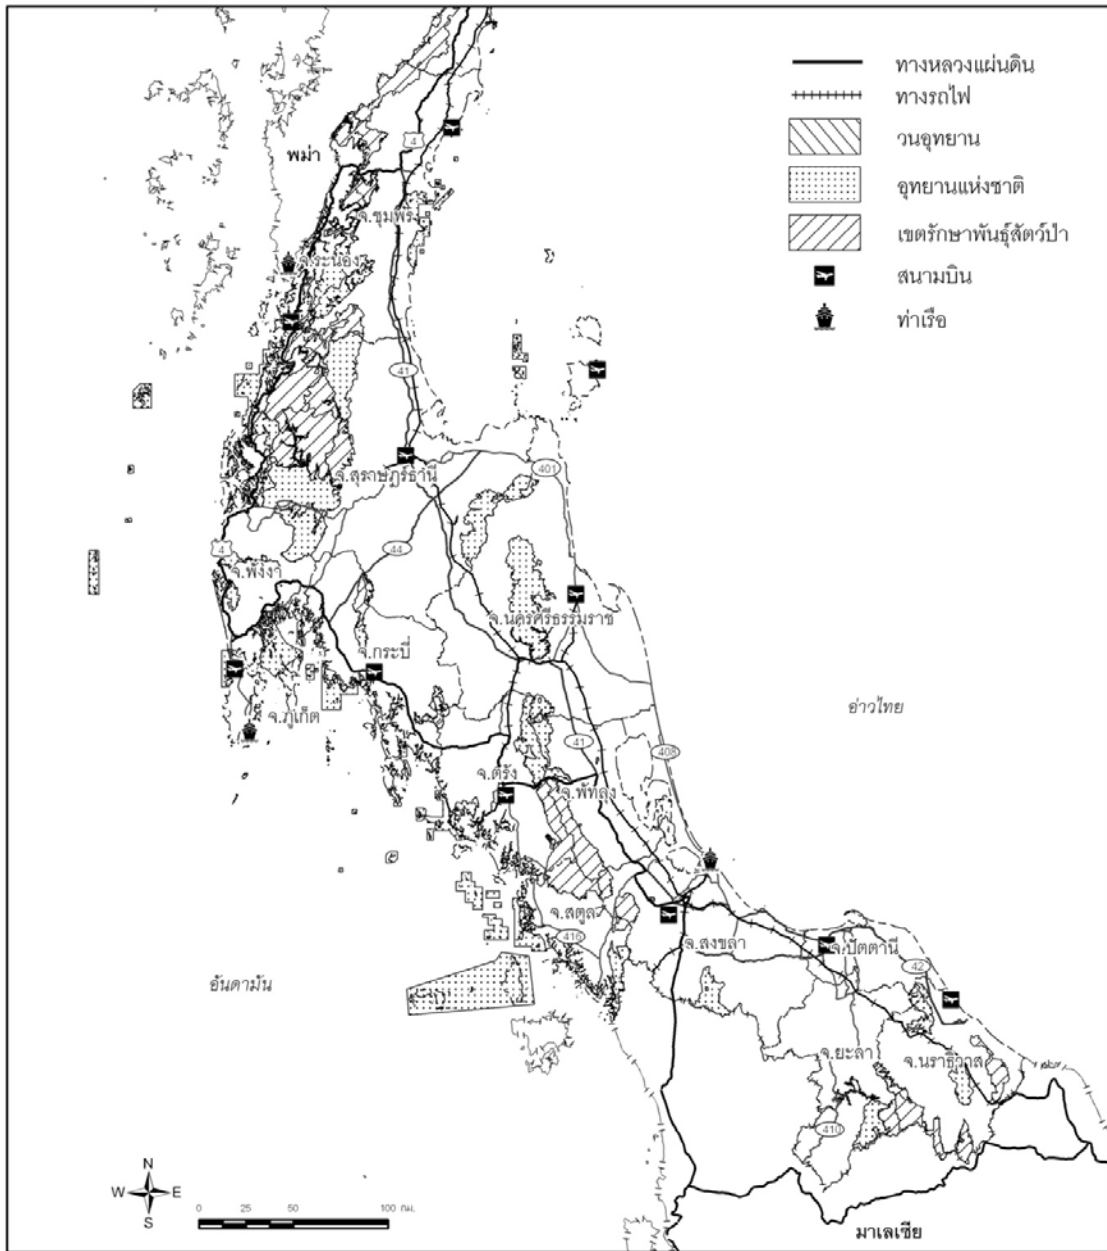 ทางหลวงแผ่นดิน
ทางรถไฟ
วนอุทยาน
อุทยานแห่งชาติ
เขตรักษาพันธุ์สัตว์ป่า
สนามบิน
ท่าเรือ
4
พม่า
จ.ชุมพร
จ.ระนอง
41
จ.สุราษฎร์ธานี
401
44
4
จ.พังงา
จ.นครศรีธรรมราช
จ.กระบี่
จ.ภูเก็ต
อ่าวไทย
41
408
จ.ตรัง
จ.พัทลุง
จ.สตูล
416
จ.สงขลา
จ.ปัตตานี
42
อันดามัน
จ.ยะลา
จ.นราธิวาส
410
N
W E
S
0 25 50 100 กม.
มาเลเซีย